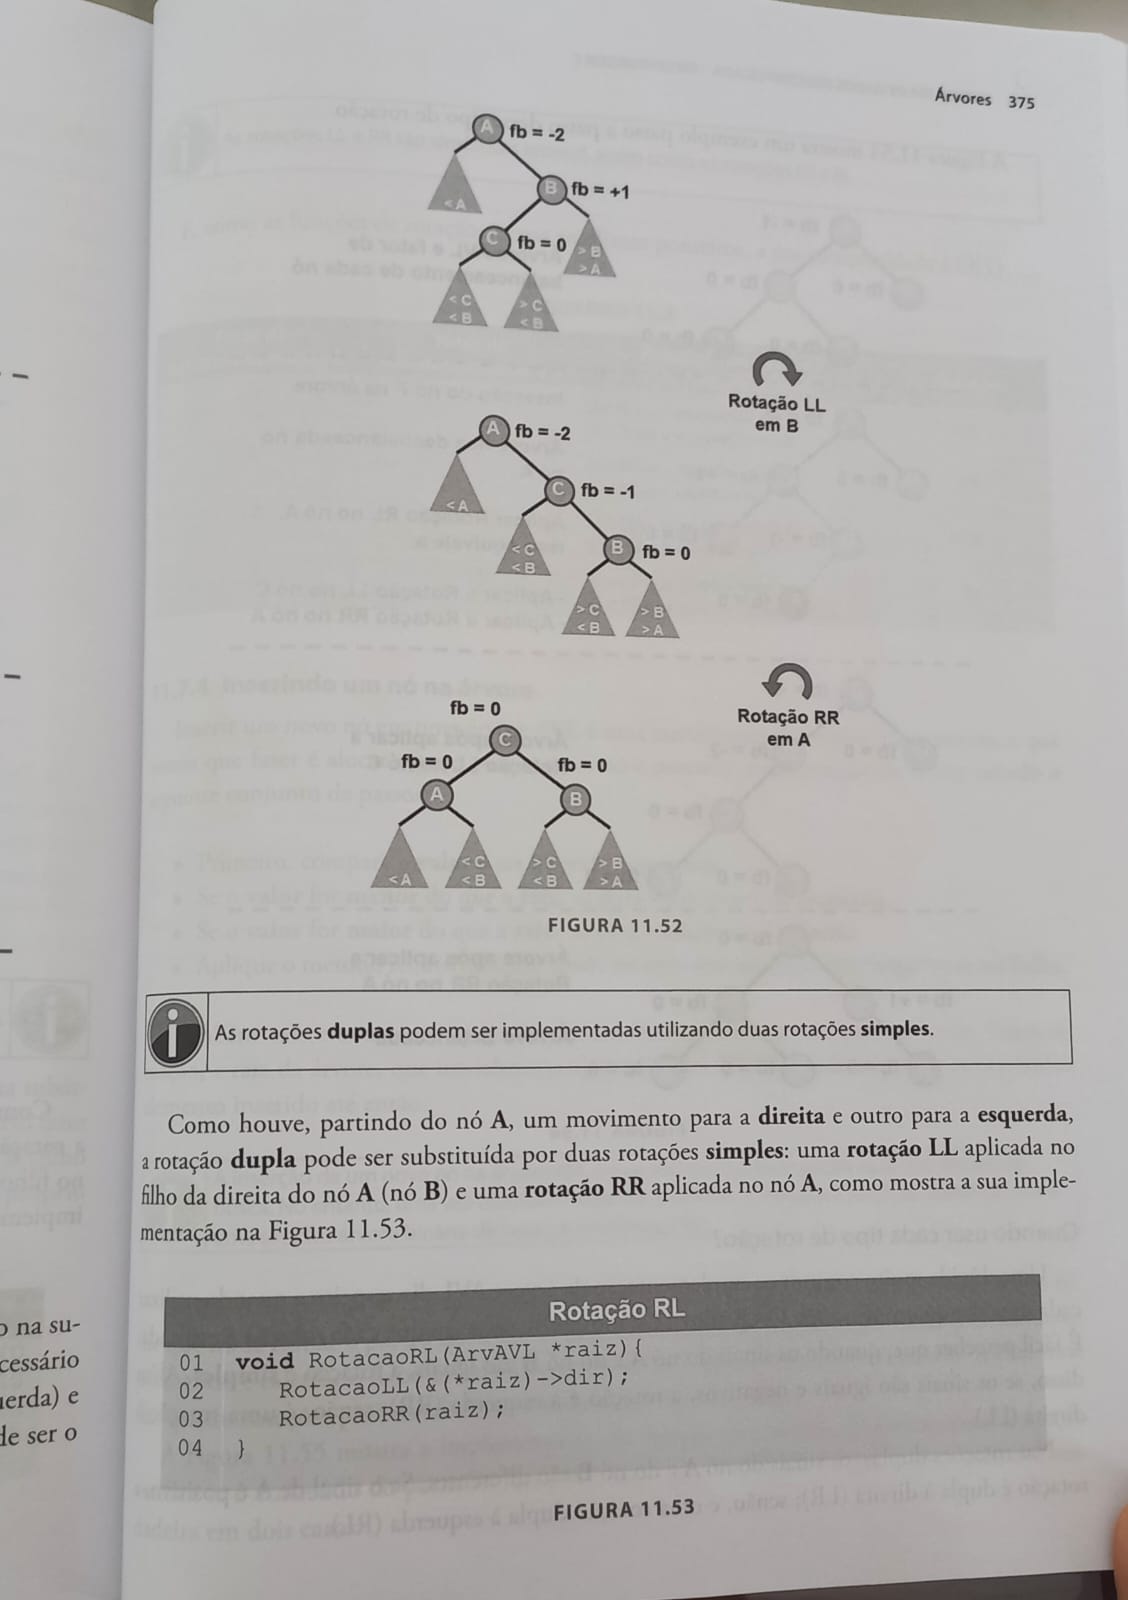 Árvores 375
A fb = -2
B fb = +1
< A
C fb = 0
> B
> A
< C
< B
> C
< B
Rotação LL
em B
A fb = -2
C fb = -1
< A
B fb = 0
< C
< B
> C
< B
> B
> A
Rotação RR
em A
fb = 0
C
fb = 0
fb = 0
A
B
< A
< C
< B
> C
< B
> B
> A
FIGURA 11.52
i As rotações duplas podem ser implementadas utilizando duas rotações simples.
Como houve, partindo do nó A, um movimento para a direita e outro para a esquerda,
a rotação dupla pode ser substituída por duas rotações simples: uma rotação LL aplicada no
filho da direita do nó A (nó B) e uma rotação RR aplicada no nó A, como mostra a sua imple-
mentação na Figura 11.53.
Rotação RL
01 void RotacaoRL(ArvAVL *raiz){
02 RotacaoLL(&(*raiz)->dir);
03 RotacaoRR(raiz);
04 }
FIGURA 11.53
na su-
cessário
uerda) e
de ser o